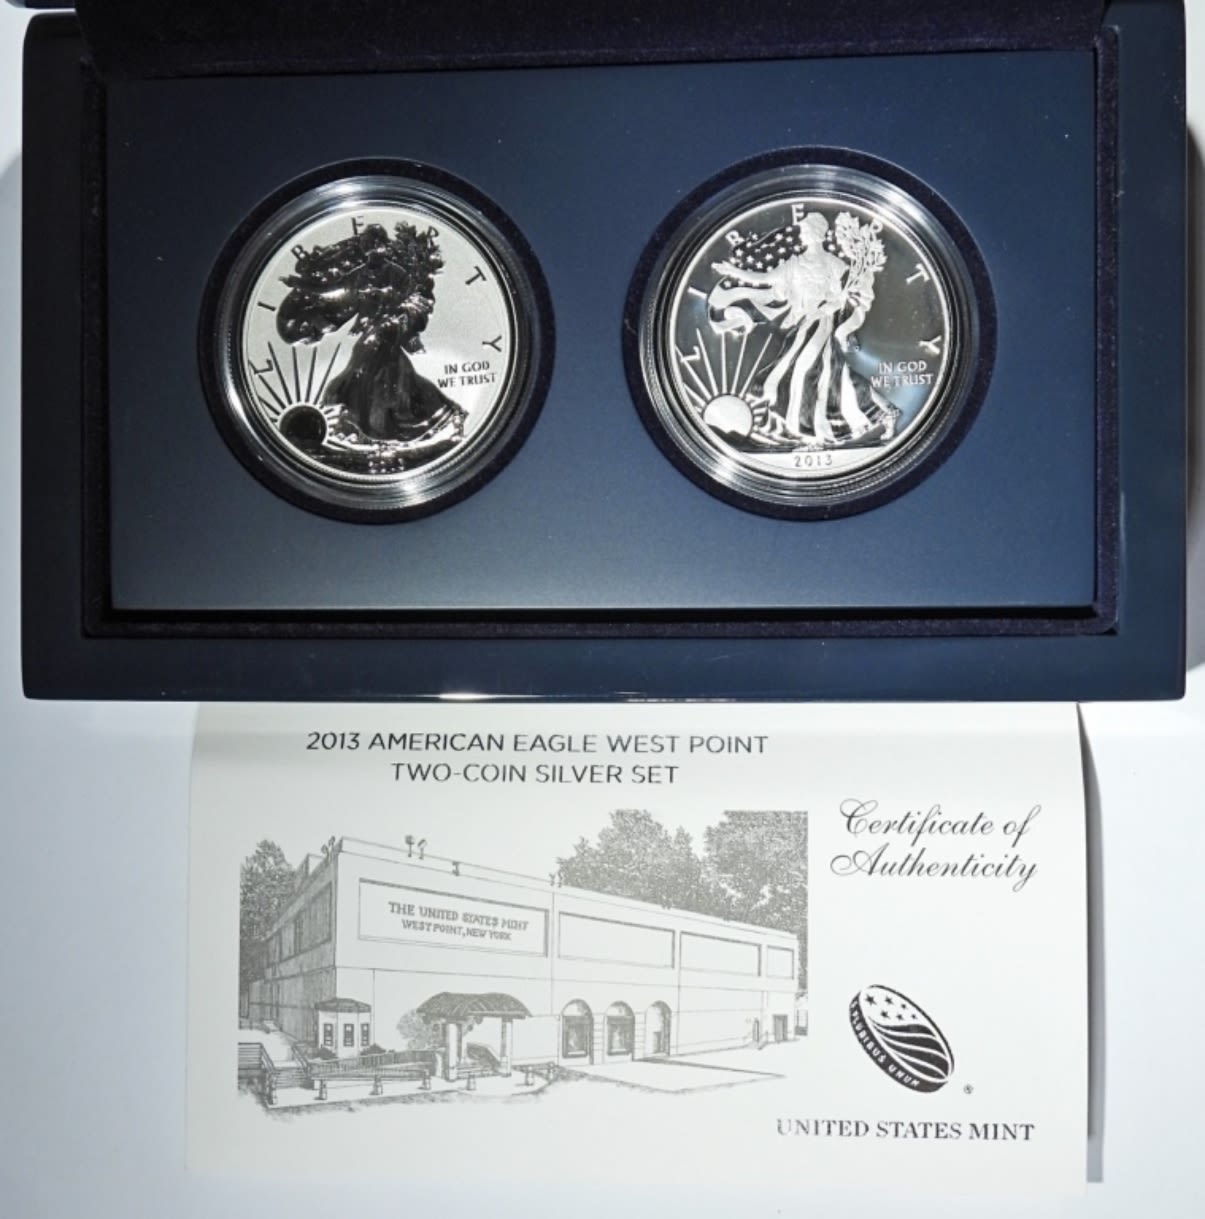 LIBERTY
IN GOD
WE TRUST
2013
LIBERTY
IN GOD
WE TRUST
2013
2013 AMERICAN EAGLE WEST POINT
TWO-COIN SILVER SET
Certificate of
Authenticity
THE UNITED STATES MINT
WEST POINT, NEW YORK
E PLURIBUS UNUM
®
UNITED STATES MINT